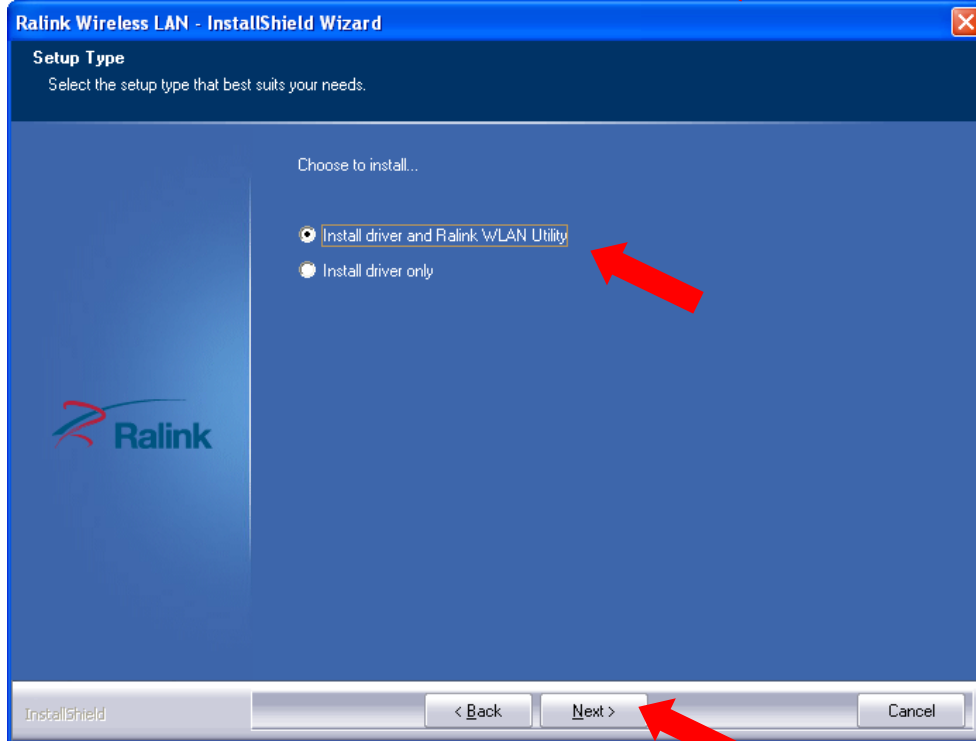 Ralink Wireless LAN - InstallShield Wizard
Setup Type
Select the setup type that best suits your needs.
Choose to install...
Install driver and Ralink WLAN Utility
Install driver only
Ralink
InstallShield
< Back
Next >
Cancel